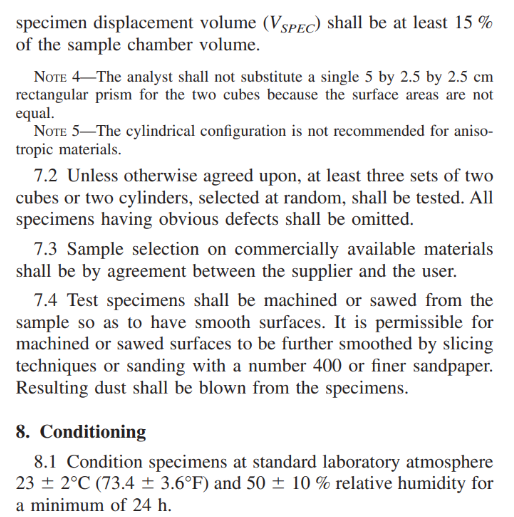 specimen displacement volume (VSPEC) shall be at least 15 %
of the sample chamber volume.
NOTE 4—The analyst shall not substitute a single 5 by 2.5 by 2.5 cm
rectangular prism for the two cubes because the surface areas are not
equal.
NOTE 5—The cylindrical configuration is not recommended for aniso-
tropic materials.
7.2 Unless otherwise agreed upon, at least three sets of two
cubes or two cylinders, selected at random, shall be tested. All
specimens having obvious defects shall be omitted.
7.3 Sample selection on commercially available materials
shall be by agreement between the supplier and the user.
7.4 Test specimens shall be machined or sawed from the
sample so as to have smooth surfaces. It is permissible for
machined or sawed surfaces to be further smoothed by slicing
techniques or sanding with a number 400 or finer sandpaper.
Resulting dust shall be blown from the specimens.
8. Conditioning
8.1 Condition specimens at standard laboratory atmosphere
23 ± 2°C (73.4 ± 3.6°F) and 50 ± 10 % relative humidity for
a minimum of 24 h.